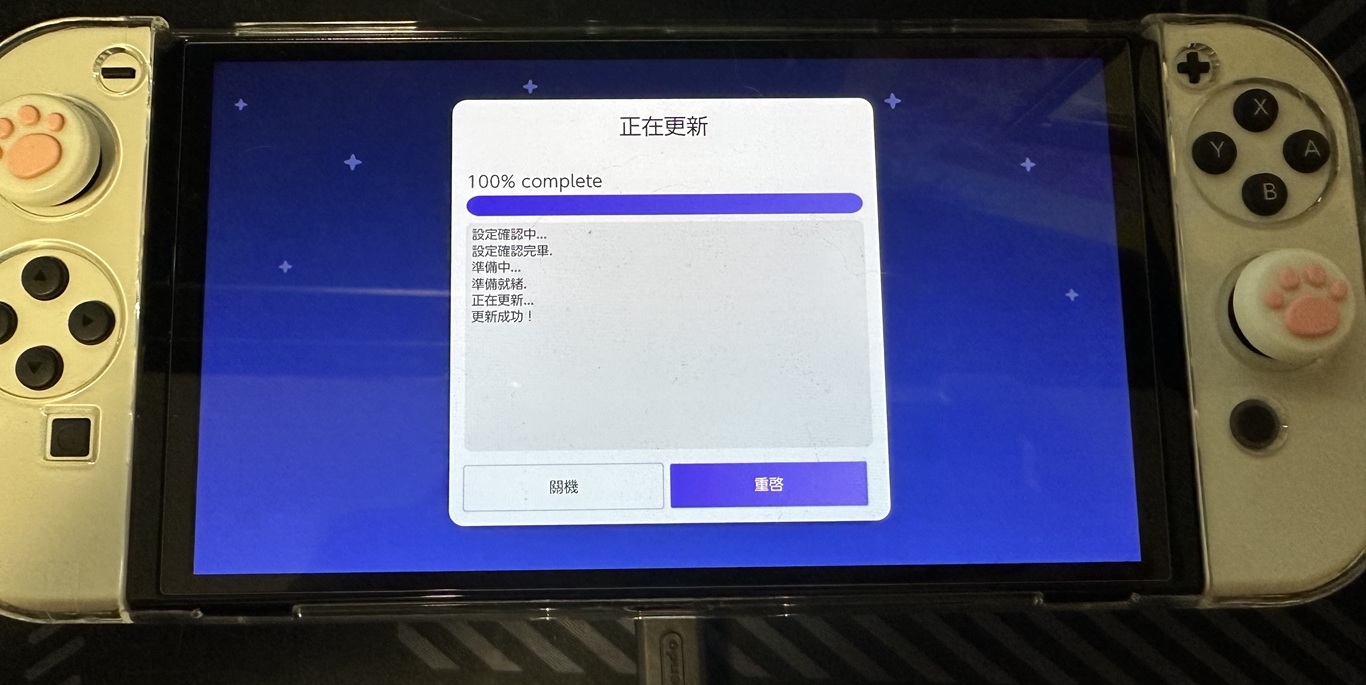 正在更新
100% complete
設定確認中...
設定確認完畢.
準備中...
準備就緒.
正在更新...
更新成功！
關機
重啓
X
Y
A
B